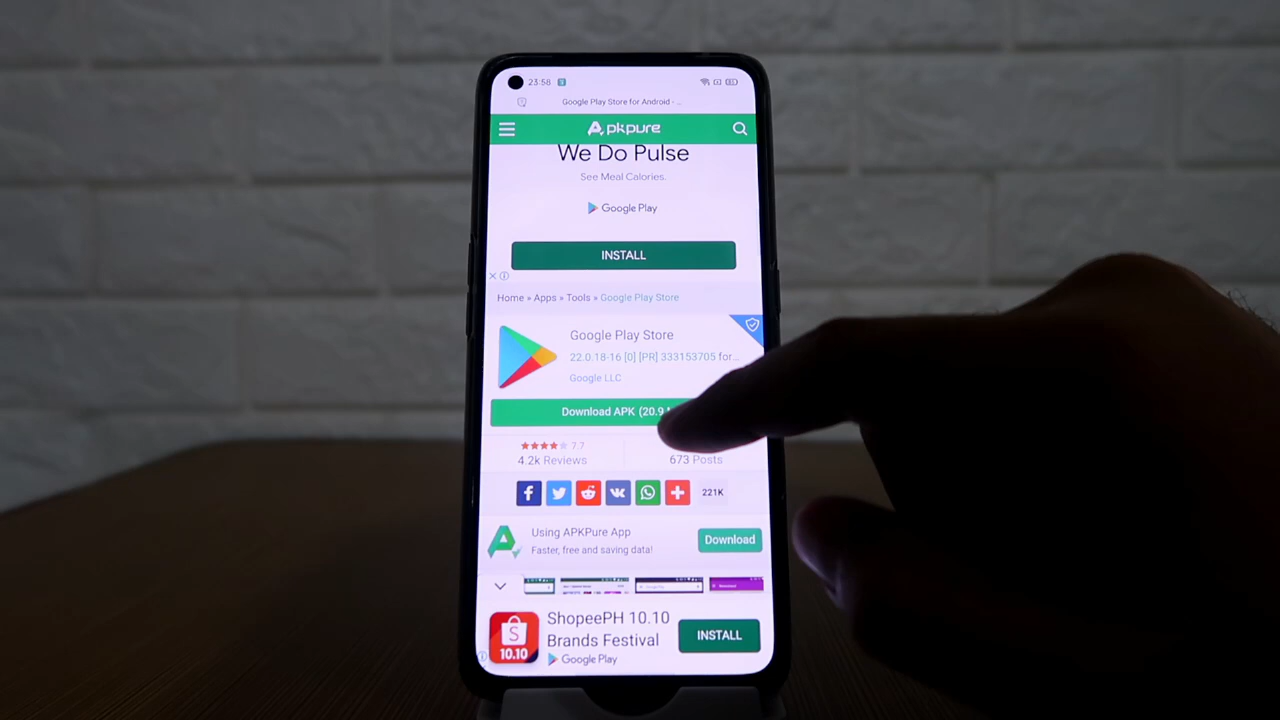 23:58
Google Play Store for Android - ...
Apkpure
We Do Pulse
See Meal Calories.
Google Play
INSTALL
Home » Apps » Tools » Google Play Store
Google Play Store
22.0.18-16 [0] [PR] 333153705 for...
Google LLC
Download APK (20.9
7.7
4.2k Reviews
673 Posts
221K
Using APKPure App
Faster, free and saving data!
Download
ShopeePH 10.10
Brands Festival
Google Play
INSTALL
10.10